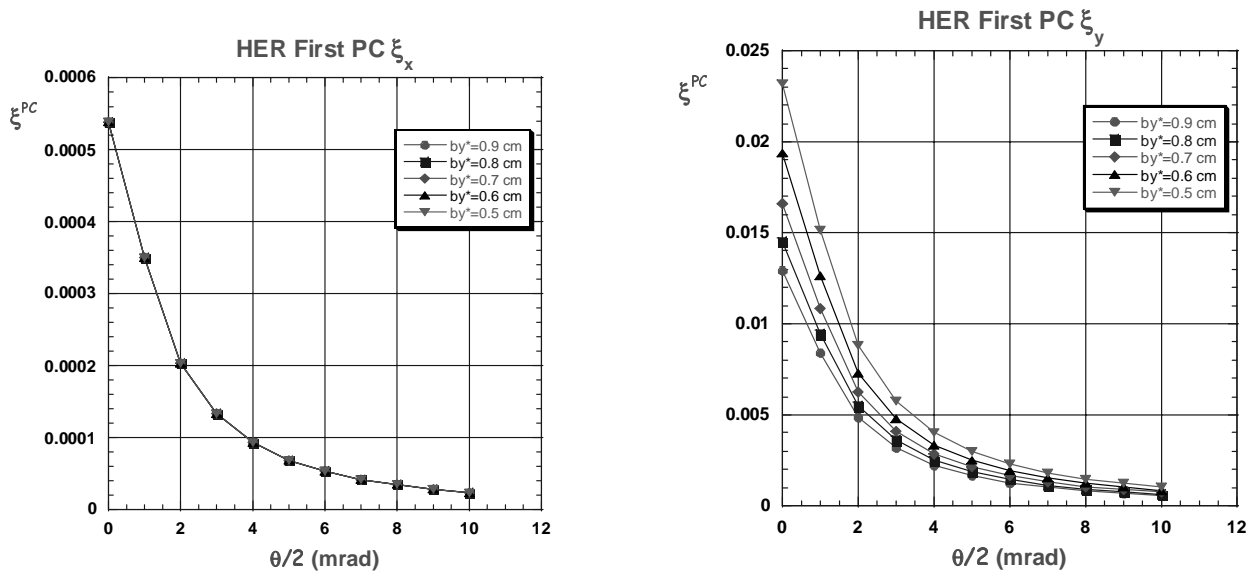 HER First PC ξx
ξPC
0.0006
0.0005
0.0004
0.0003
0.0002
0.0001
0
by*=0.9 cm
by*=0.8 cm
by*=0.7 cm
by*=0.6 cm
by*=0.5 cm
0 2 4 6 8 10 12
θ/2 (mrad)
HER First PC ξy
ξPC
0.025
0.02
0.015
0.01
0.005
0
by*=0.9 cm
by*=0.8 cm
by*=0.7 cm
by*=0.6 cm
by*=0.5 cm
0 2 4 6 8 10 12
θ/2 (mrad)